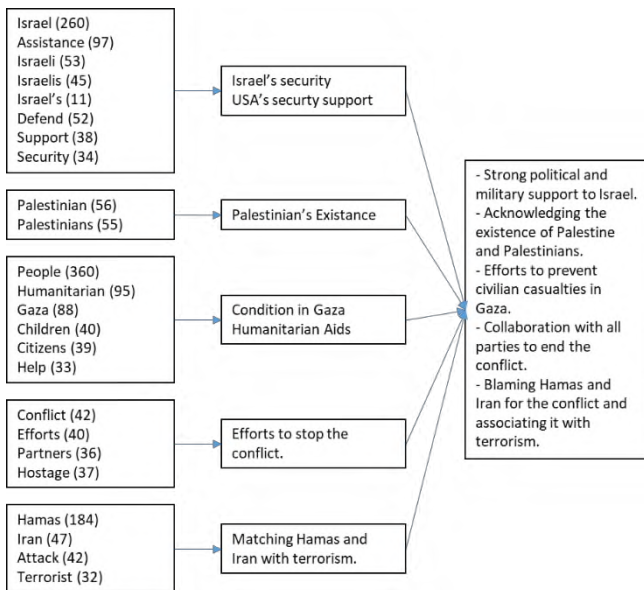 Israel (260)
Assistance (97)
Israeli (53)
Israelis (45)
Israel's (11)
Defend (52)
Support (38)
Security (34)
Israel's security
USA's securty support
Palestinian (56)
Palestinians (55)
Palestinian's Existance
People (360)
Humanitarian (95)
Gaza (88)
Children (40)
Citizens (39)
Help (33)
Condition in Gaza
Humanitarian Aids
Conflict (42)
Efforts (40)
Partners (36)
Hostage (37)
Efforts to stop the
conflict.
Hamas (184)
Iran (47)
Attack (42)
Terrorist (32)
Matching Hamas and
Iran with terrorism.
- Strong political and
military support to Israel.
- Acknowledging the
existence of Palestine
and Palestinians.
- Efforts to prevent
civilian casualties in
Gaza.
- Collaboration with all
parties to end the
conflict.
- Blaming Hamas and
Iran for the conflict and
associating it with
terrorism.